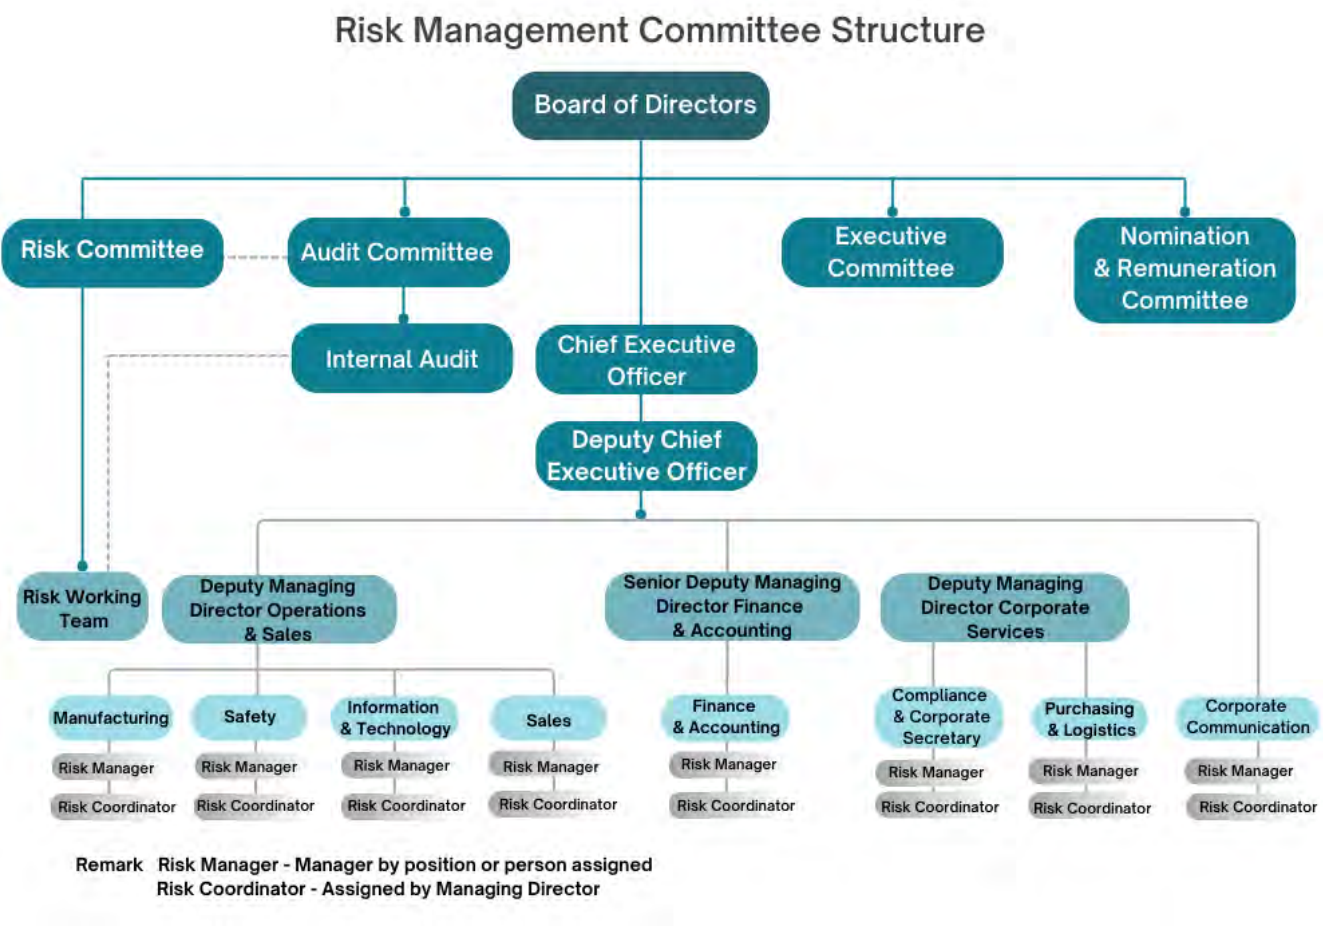 Risk Management Committee Structure
Board of Directors
Risk Committee
Audit Committee
Executive
Committee
Nomination
& Remuneration
Committee
Internal Audit
Chief Executive
Officer
Deputy Chief
Executive Officer
Risk Working
Team
Deputy Managing
Director Operations
& Sales
Senior Deputy Managing
Director Finance
& Accounting
Deputy Managing
Director Corporate
Services
Manufacturing
Safety
Information
& Technology
Sales
Finance
& Accounting
Compliance
& Corporate
Secretary
Purchasing
& Logistics
Corporate
Communication
Risk Manager
Risk Manager
Risk Manager
Risk Manager
Risk Manager
Risk Manager
Risk Manager
Risk Manager
Risk Coordinator
Risk Coordinator
Risk Coordinator
Risk Coordinator
Risk Coordinator
Risk Coordinator
Risk Coordinator
Risk Coordinator
Remark Risk Manager - Manager by position or person assigned
Risk Coordinator - Assigned by Managing Director